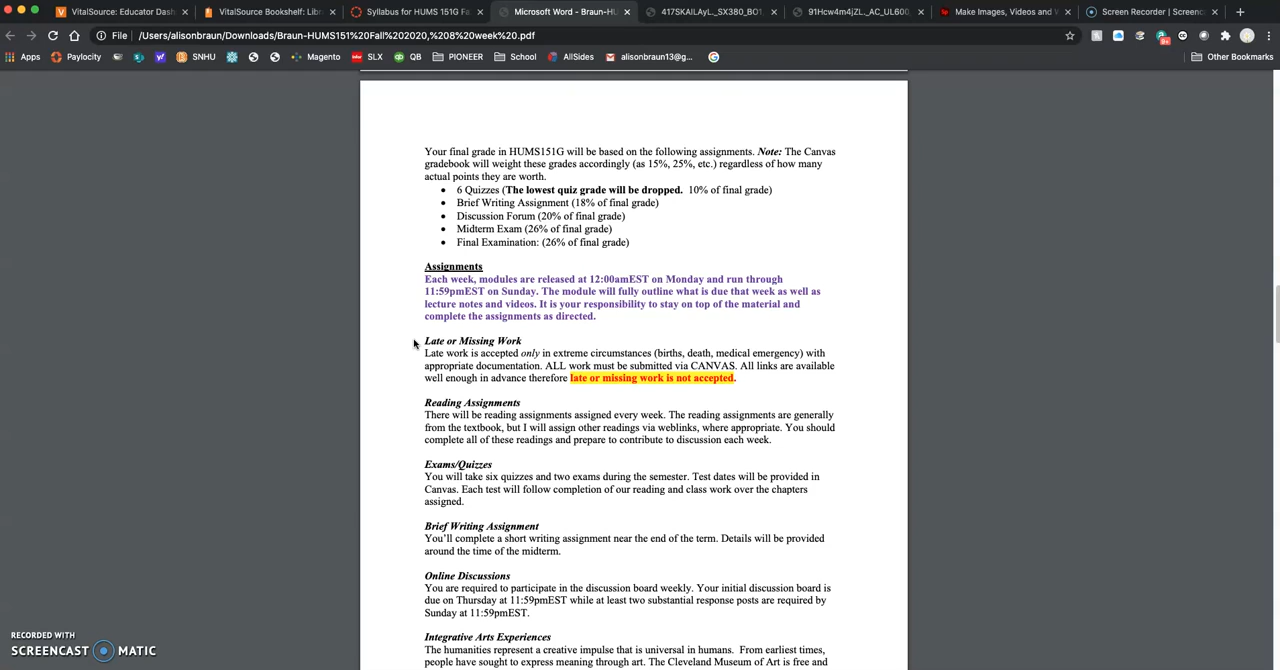 VitalSource: Educator Dash
VitalSource Bookshelf: Libr
Syllabus for HUMS 151G Fa
Microsoft Word - Braun-HUM
417SKAILAyL._SX380_BO1,
91Hcw4m4jZL._AC_UL600_
Make Images, Videos and W
Screen Recorder | Screenc
File /Users/alisonbraun/Downloads/Braun-HUMS151%20Fall%202020,%208%20week%20.pdf
Apps Paylocity SNHU Magento SLX QB PIONEER School AllSides alisonbraun13@g... Other Bookmarks
Your final grade in HUMS151G will be based on the following assignments. Note: The Canvas
gradebook will weight these grades accordingly (as 15%, 25%, etc.) regardless of how many
actual points they are worth.
• 6 Quizzes (The lowest quiz grade will be dropped. 10% of final grade)
• Brief Writing Assignment (18% of final grade)
• Discussion Forum (20% of final grade)
• Midterm Exam (26% of final grade)
• Final Examination: (26% of final grade)
Assignments
Each week, modules are released at 12:00amEST on Monday and run through
11:59pmEST on Sunday. The module will fully outline what is due that week as well as
lecture notes and videos. It is your responsibility to stay on top of the material and
complete the assignments as directed.
Late or Missing Work
Late work is accepted only in extreme circumstances (births, death, medical emergency) with
appropriate documentation. ALL work must be submitted via CANVAS. All links are available
well enough in advance therefore late or missing work is not accepted.
Reading Assignments
There will be reading assignments assigned every week. The reading assignments are generally
from the textbook, but I will assign other readings via weblinks, where appropriate. You should
complete all of these readings and prepare to contribute to discussion each week.
Exams/Quizzes
You will take six quizzes and two exams during the semester. Test dates will be provided in
Canvas. Each test will follow completion of our reading and class work over the chapters
assigned.
Brief Writing Assignment
You'll complete a short writing assignment near the end of the term. Details will be provided
around the time of the midterm.
Online Discussions
You are required to participate in the discussion board weekly. Your initial discussion board is
due on Thursday at 11:59pmEST while at least two substantial response posts are required by
Sunday at 11:59pmEST.
Integrative Arts Experiences
The humanities represent a creative impulse that is universal in humans. From earliest times,
people have sought to express meaning through art. The Cleveland Museum of Art is free and
RECORDED WITH
SCREENCAST MATIC